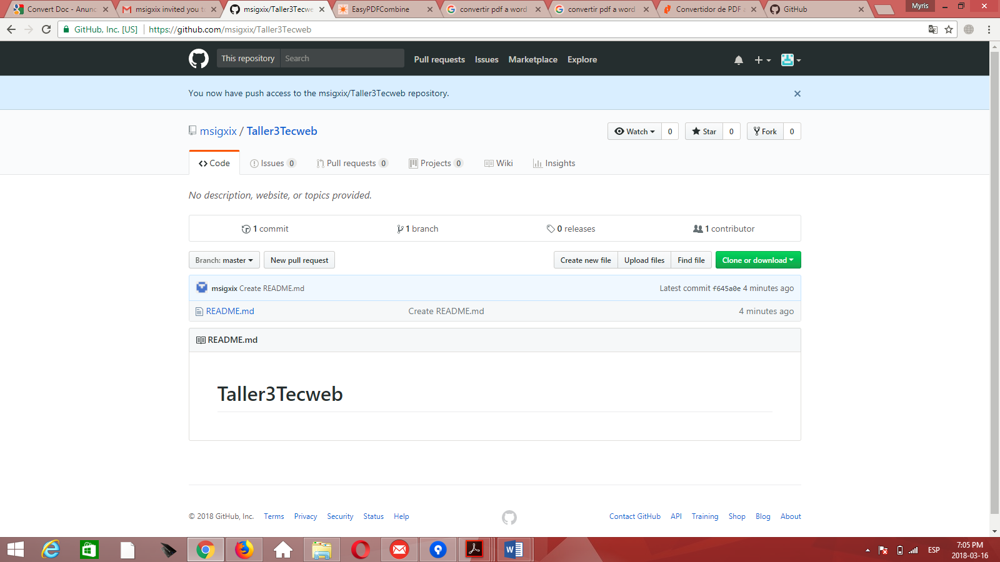 Convert Doc - Anunc
msigxix invited you t
msigxix/Taller3Tecwe
EasyPDFCombine
convertir pdf a word
convertir pdf a word
Convertidor de PDF a
GitHub
Myris
GitHub, Inc. [US]
https://github.com/msigxix/Taller3Tecweb
This repository
Search
Pull requests
Issues
Marketplace
Explore
You now have push access to the msigxix/Taller3Tecweb repository.
msigxix / Taller3Tecweb
Watch 0
Star 0
Fork 0
Code
Issues 0
Pull requests 0
Projects 0
Wiki
Insights
No description, website, or topics provided.
1 commit
1 branch
0 releases
1 contributor
Branch: master
New pull request
Create new file
Upload files
Find file
Clone or download
msigxix Create README.md
Latest commit f645a0e 4 minutes ago
README.md
Create README.md
4 minutes ago
README.md
Taller3Tecweb
© 2018 GitHub, Inc.
Terms
Privacy
Security
Status
Help
Contact GitHub
API
Training
Shop
Blog
About
ESP
7:05 PM
2018-03-16